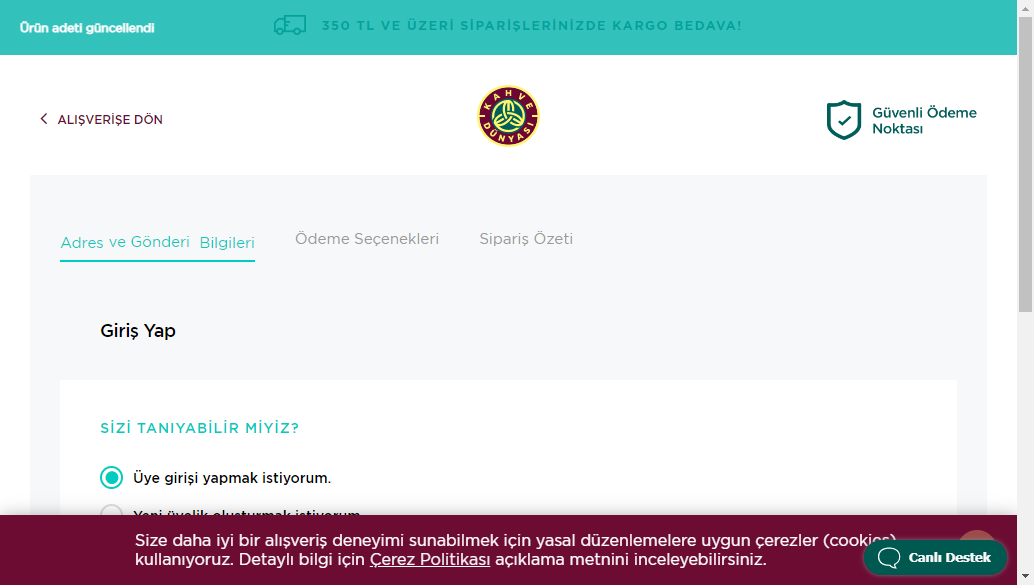 Ürün adeti güncellendi
350 TL VE ÜZERİ SİPARİŞLERİNİZDE KARGO BEDAVA!
ALIŞVERİŞE DÖN
KAHVE DÜNYASI
Güvenli Ödeme
Noktası
Adres ve Gönderi Bilgileri
Ödeme Seçenekleri
Sipariş Özeti
Giriş Yap
SİZİ TANIYABİLİR MİYİZ?
Üye girişi yapmak istiyorum.
Yeni üyelik oluşturmak istiyorum.
Size daha iyi bir alışveriş deneyimi sunabilmek için yasal düzenlemelere uygun çerezler (cookies)
kullanıyoruz. Detaylı bilgi için Çerez Politikası açıklama metnini inceleyebilirsiniz.
Canlı Destek